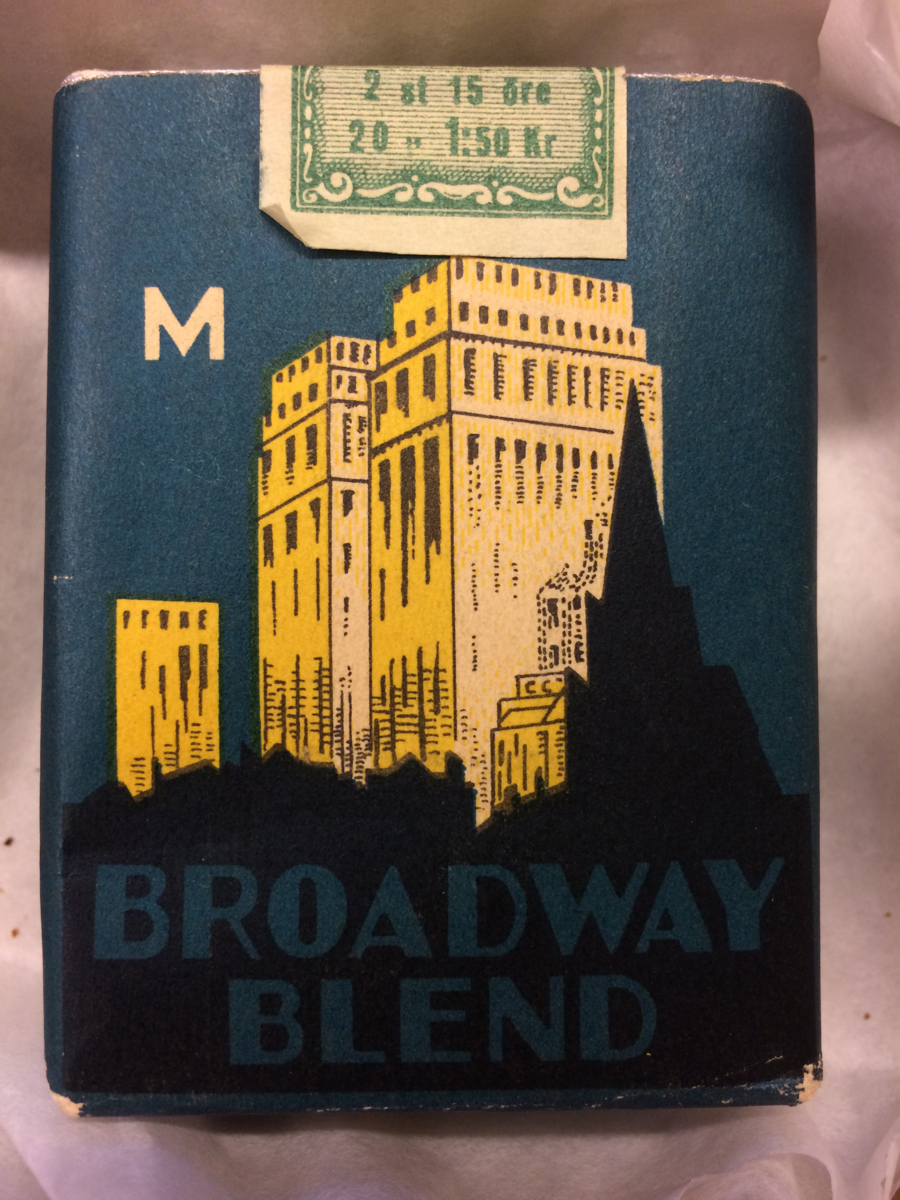 2 st 15 öre
20 „ 1:50 Kr
M
BROADWAY
BLEND